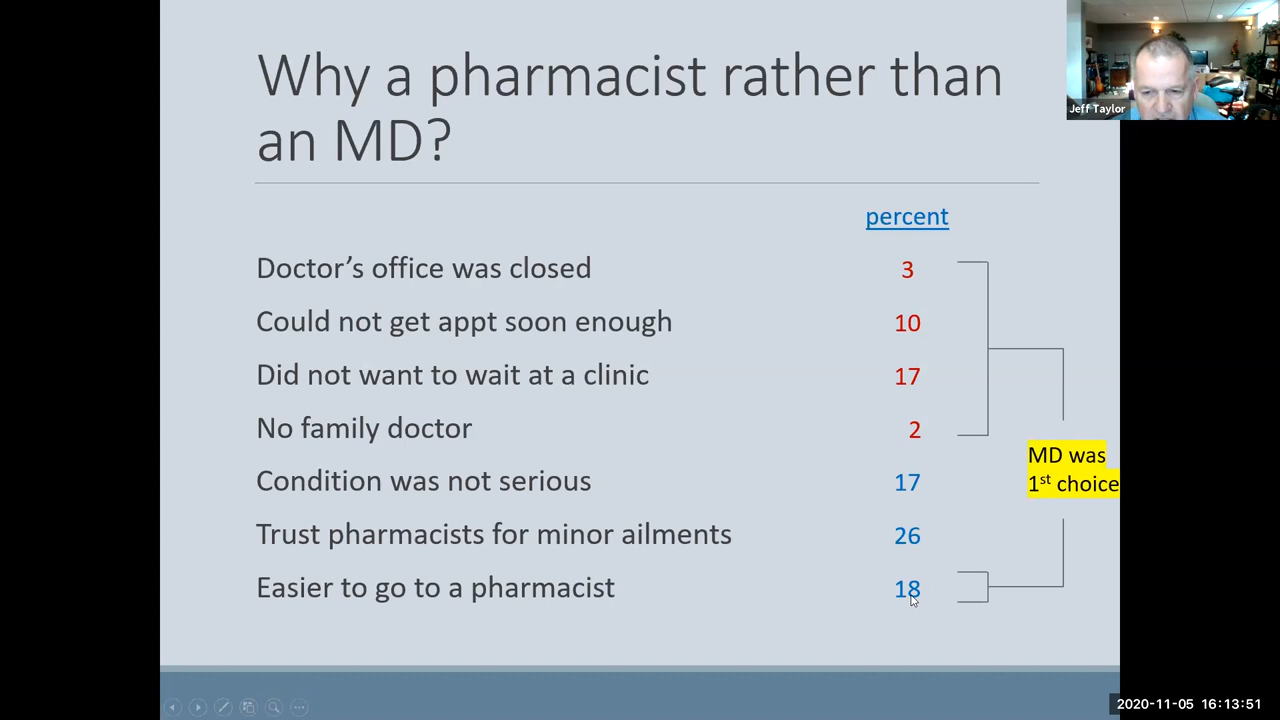 Why a pharmacist rather than
an MD?
Jeff Taylor
percent
Doctor’s office was closed 3
Could not get appt soon enough 10
Did not want to wait at a clinic 17
No family doctor 2
MD was
1st choice
Condition was not serious 17
Trust pharmacists for minor ailments 26
Easier to go to a pharmacist 18
2020-11-05 16:13:51